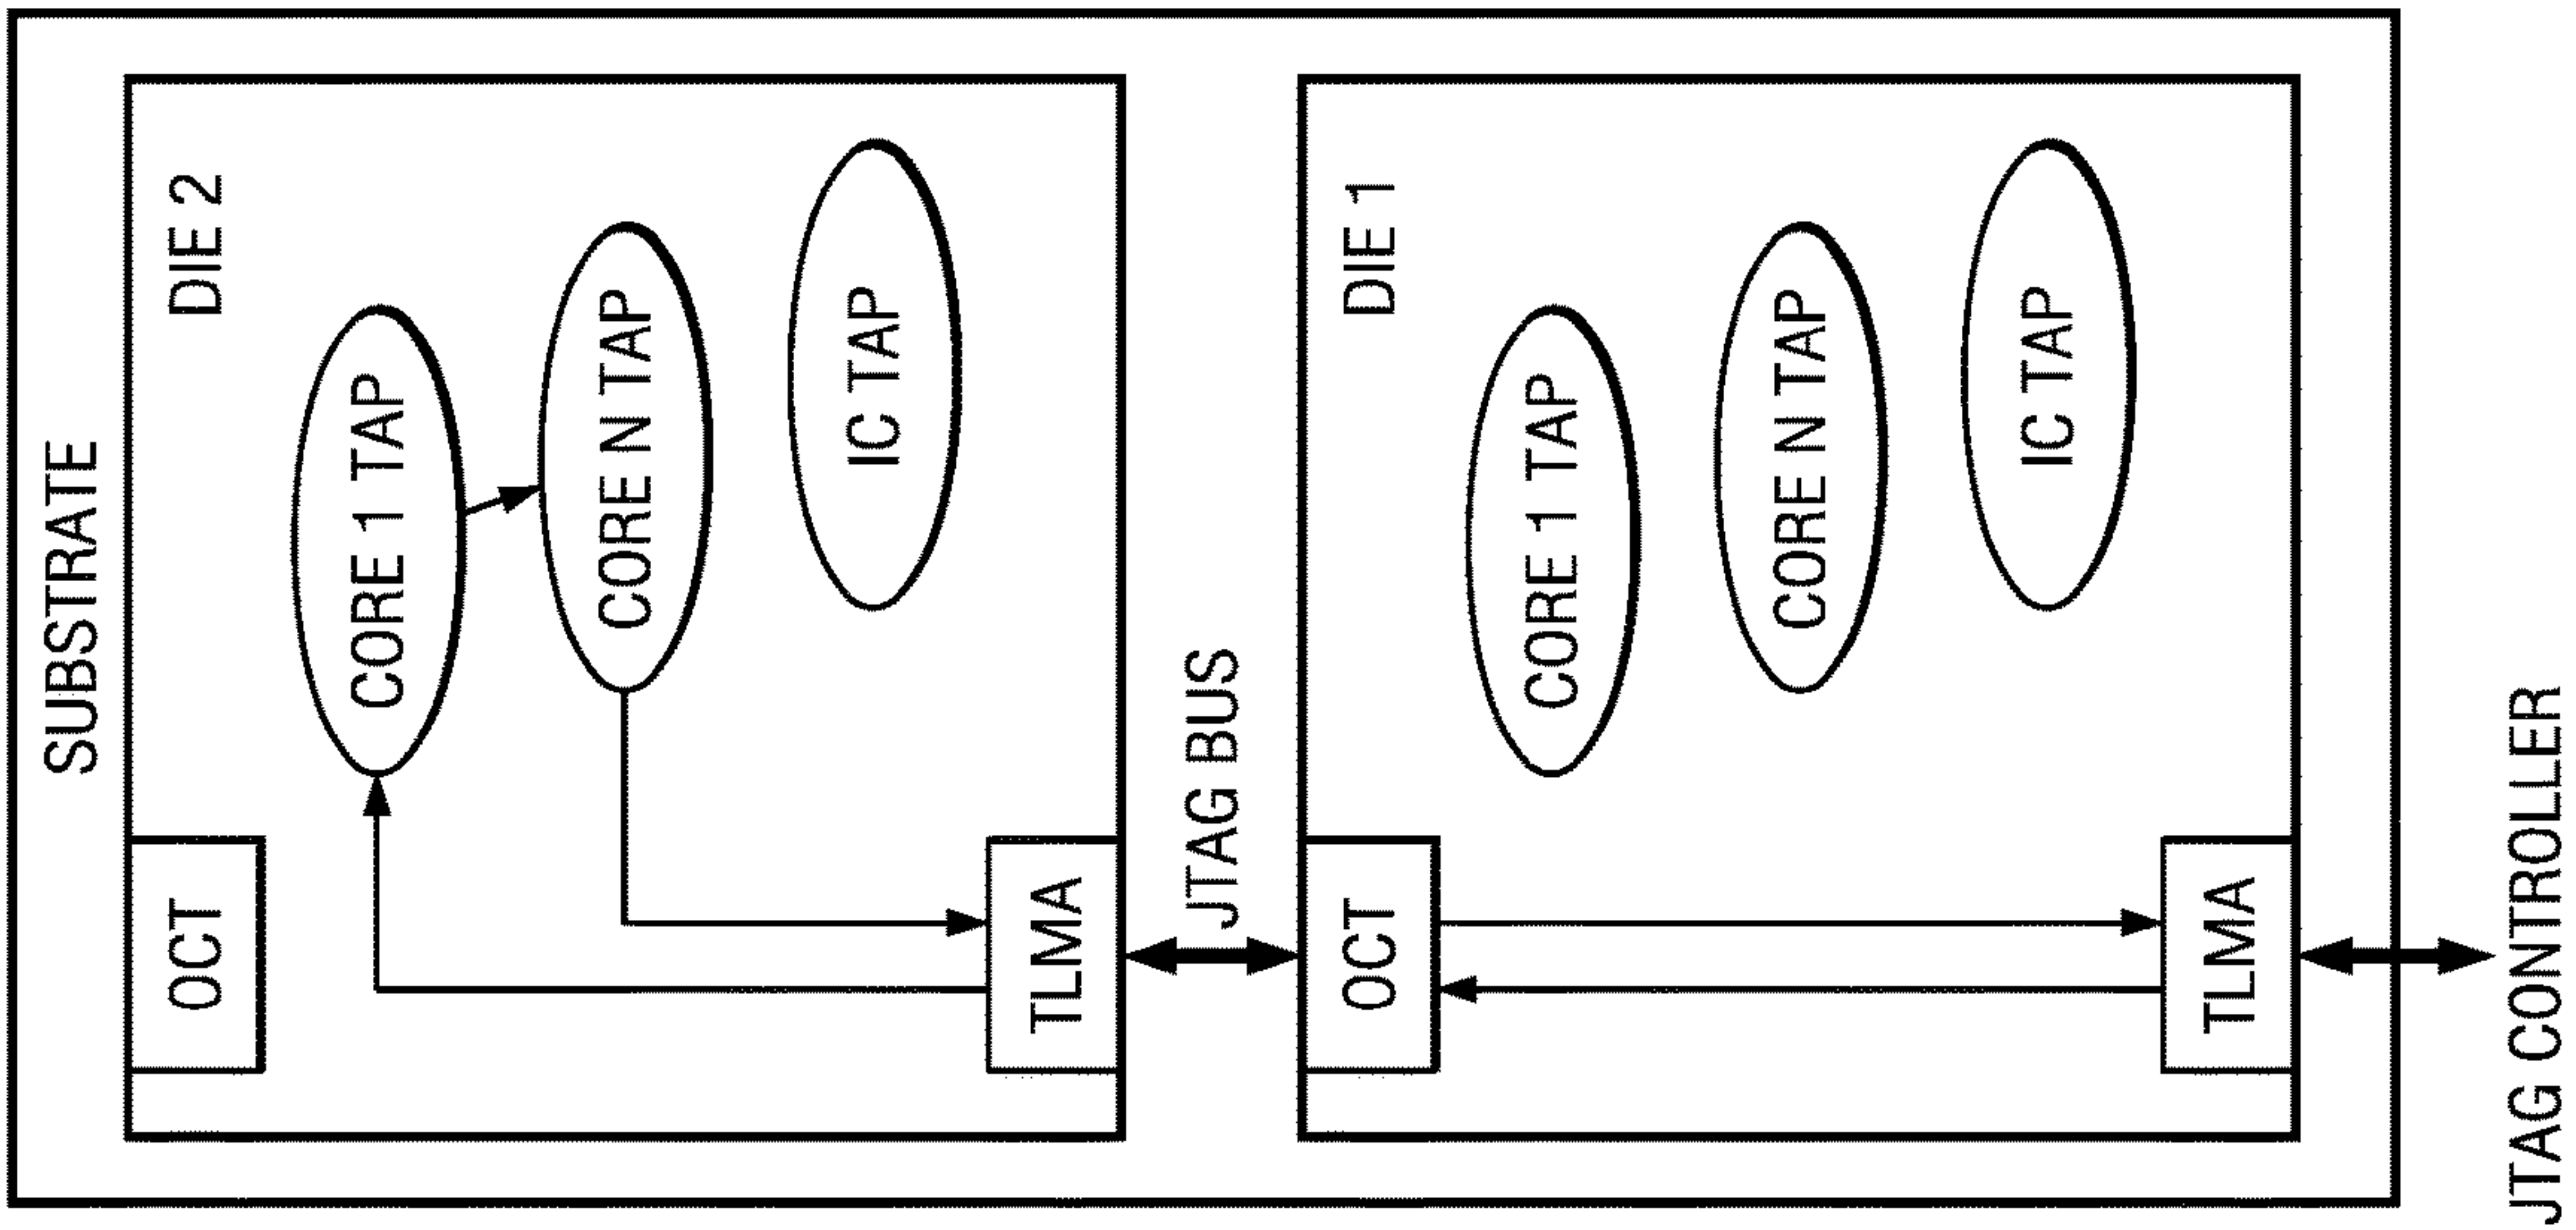 SUBSTRATE
OCT
DIE 2
CORE 1 TAP
CORE N TAP
IC TAP
TLMA
JTAG BUS
OCT
DIE 1
CORE 1 TAP
CORE N TAP
IC TAP
TLMA
JTAG CONTROLLER